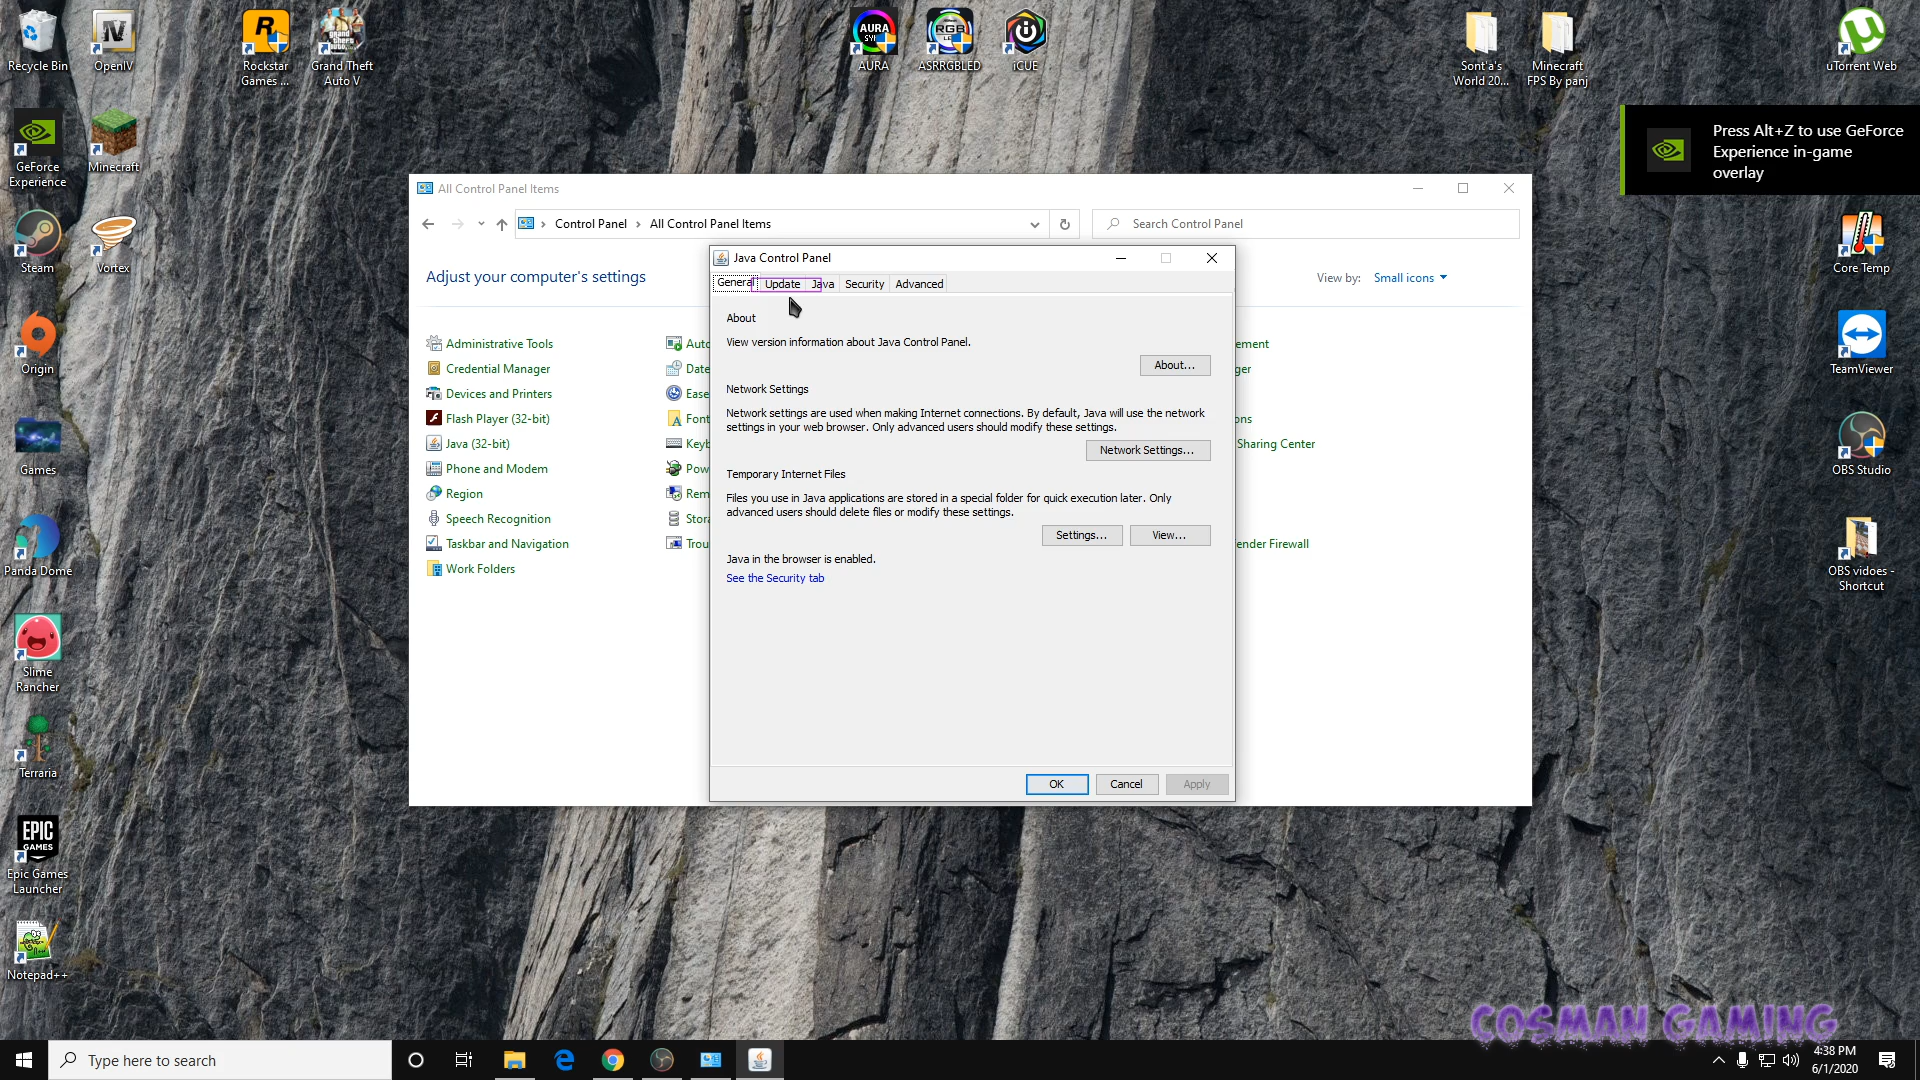 Recycle Bin
OpenIV
Rockstar
Games ...
Grand Theft
Auto V
AURA
ASRRGBLED
iCUE
Sont'a's
World 20...
Minecraft
FPS By panj
uTorrent Web
GeForce
Experience
Minecraft
Press Alt+Z to use GeForce
Experience in-game
overlay
Steam
Vortex
Core Temp
Origin
TeamViewer
Games
OBS Studio
Panda Dome
OBS vidoes -
Shortcut
Slime
Rancher
Terraria
EPIC
GAMES
Epic Games
Launcher
Notepad++
All Control Panel Items
Control Panel › All Control Panel Items
Search Control Panel
Adjust your computer's settings
View by: Small icons
Administrative Tools
Credential Manager
Devices and Printers
Flash Player (32-bit)
Java (32-bit)
Phone and Modem
Region
Speech Recognition
Taskbar and Navigation
Work Folders
Auto
Date
Ease
Font
Keyb
Pow
Rem
Stora
Trou
ement
ger
ons
Sharing Center
ender Firewall
Java Control Panel
General Update Java Security Advanced
About
View version information about Java Control Panel.
About...
Network Settings
Network settings are used when making Internet connections. By default, Java will use the network
settings in your web browser. Only advanced users should modify these settings.
Network Settings...
Temporary Internet Files
Files you use in Java applications are stored in a special folder for quick execution later. Only
advanced users should delete files or modify these settings.
Settings... View...
Java in the browser is enabled.
See the Security tab
OK Cancel Apply
COSMAN GAMING
Type here to search
4:38 PM
6/1/2020